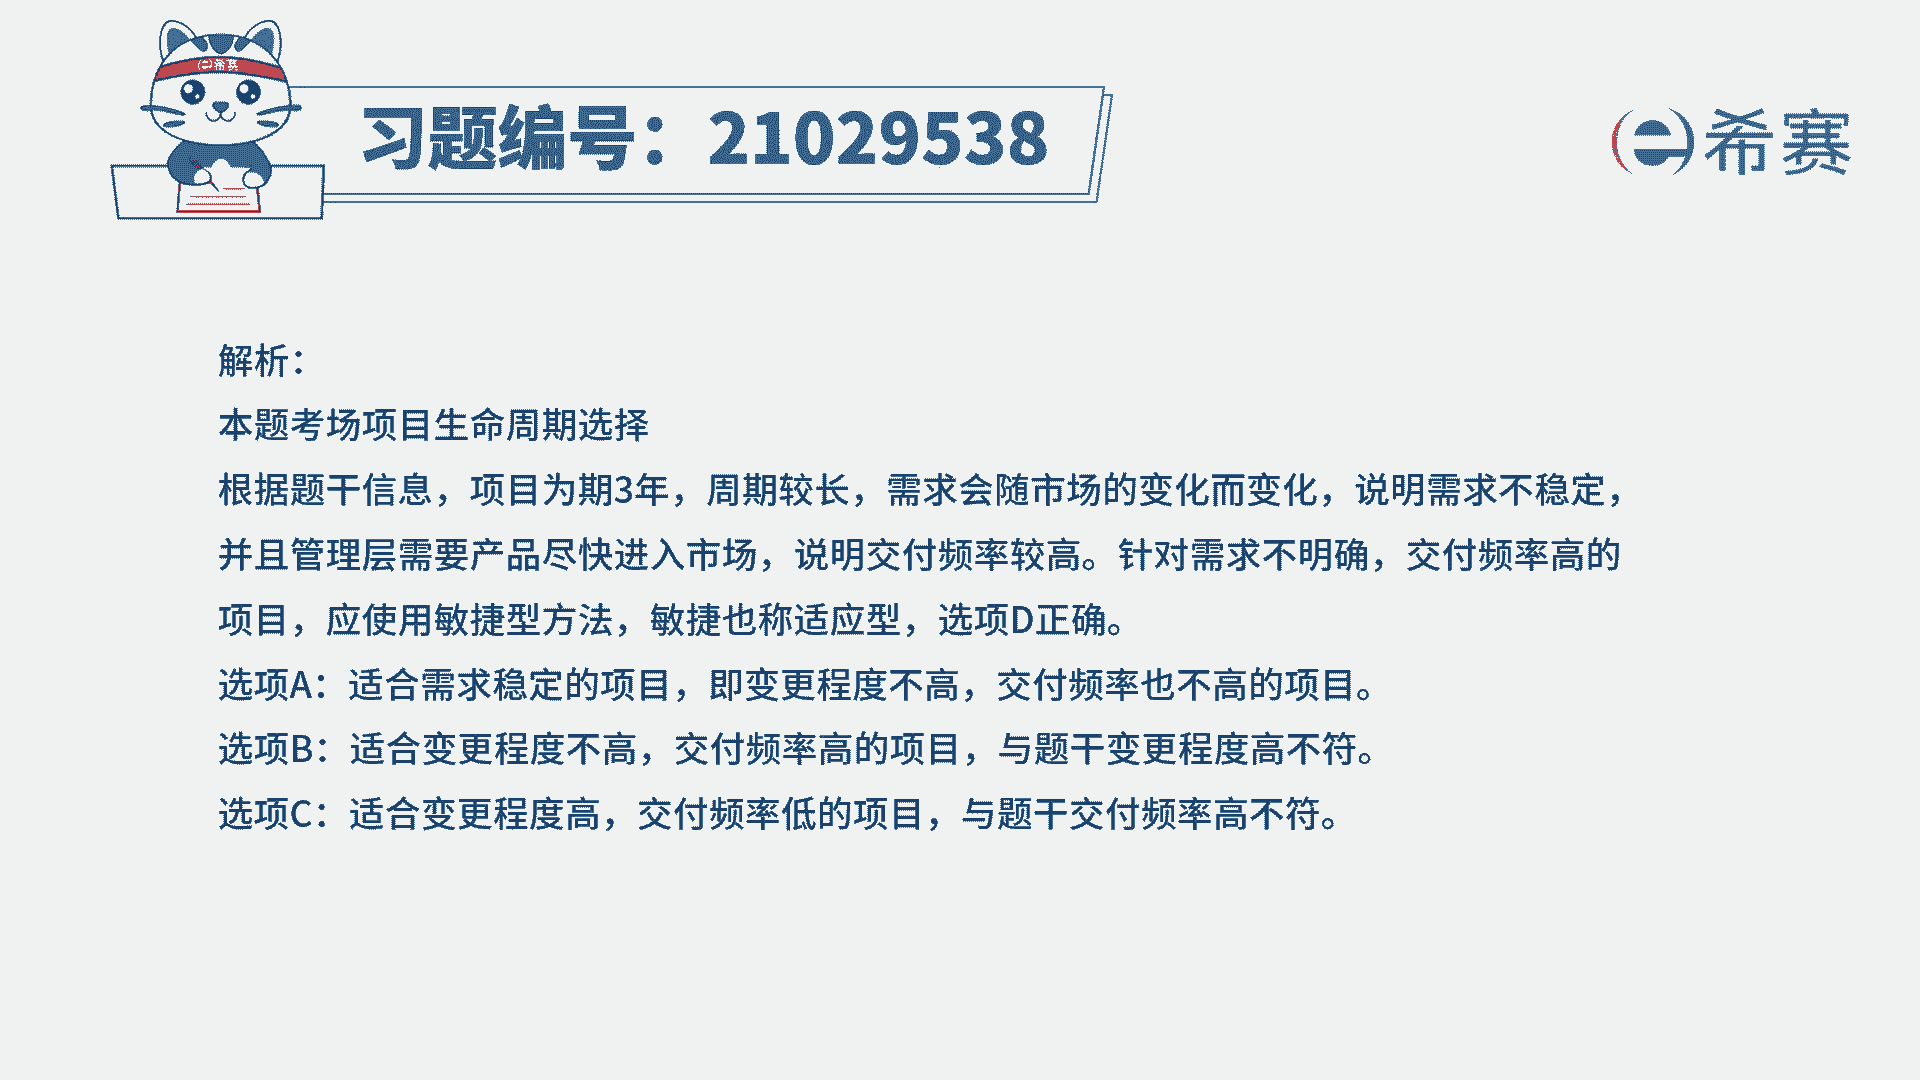 希赛
习题编号：21029538
希赛
解析：
本题考场项目生命周期选择
根据题干信息，项目为期3年，周期较长，需求会随市场的变化而变化，说明需求不稳定，
并且管理层需要产品尽快进入市场，说明交付频率较高。针对需求不明确，交付频率高的
项目，应使用敏捷型方法，敏捷也称适应型，选项D正确。
选项A：适合需求稳定的项目，即变更程度不高，交付频率也不高的项目。
选项B：适合变更程度不高，交付频率高的项目，与题干变更程度高不符。
选项C：适合变更程度高，交付频率低的项目，与题干交付频率高不符。